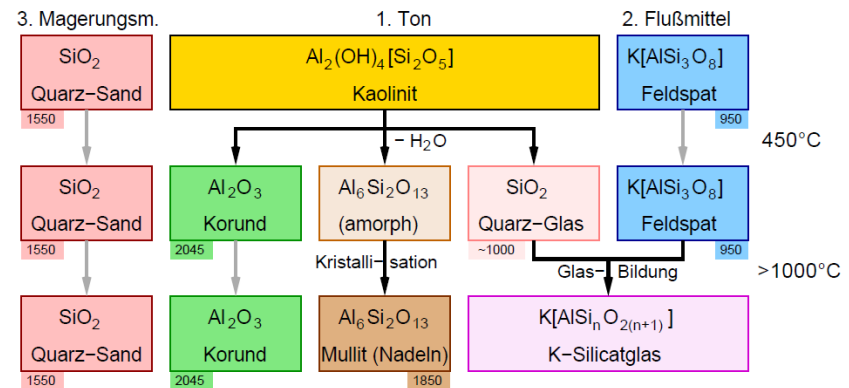 3. Magerungsm.
1. Ton
2. Flußmittel
SiO2
Quarz−Sand
1550
Al2(OH)4[Si2O5]
Kaolinit
K[AlSi3O8]
Feldspat
950
− H2O
450°C
SiO2
Quarz−Sand
1550
Al2O3
Korund
2045
Al6Si2O13
(amorph)
SiO2
Quarz−Glas
~1000
K[AlSi3O8]
Feldspat
950
Kristalli−sation
Glas−Bildung
>1000°C
SiO2
Quarz−Sand
1550
Al2O3
Korund
2045
Al6Si2O13
Mullit (Nadeln)
1850
K[AlSinO2(n+1)]
K−Silicatglas